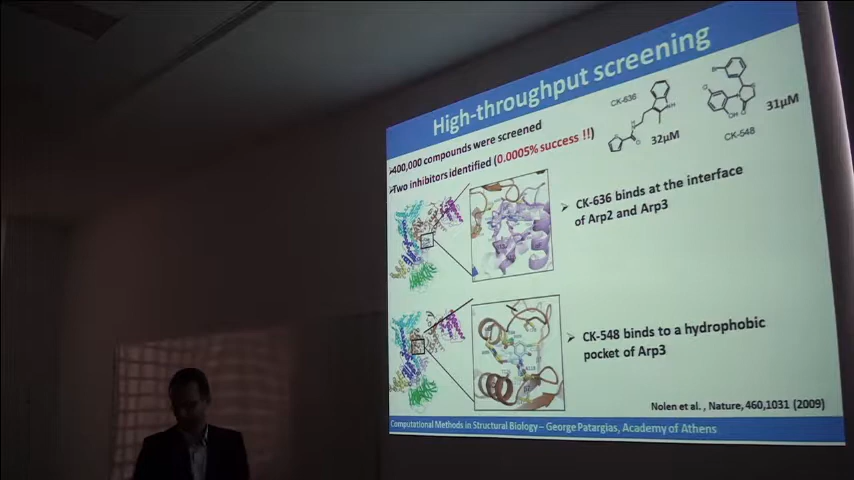 High-throughput screening
400,000 compounds were screened
Two inhibitors identified (0.0005% success !!)
CK-636
32µM
31µM
CK-548
CK-636 binds at the interface
of Arp2 and Arp3
CK-548 binds to a hydrophobic
pocket of Arp3
Nolen et al. , Nature, 460,1031 (2009)
Computational Methods in Structural Biology – George Patargias, Academy of Athens